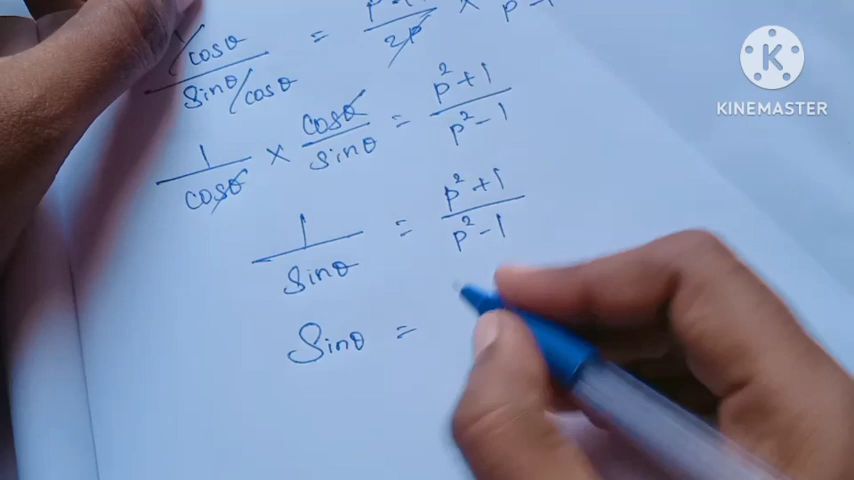 1/cosθ / sinθ/cosθ = / 2p ×
1/cosθ × cosθ/sinθ = p²+1/p²-1
1/sinθ = p²+1/p²-1
Sinθ =
K
KINEMASTER